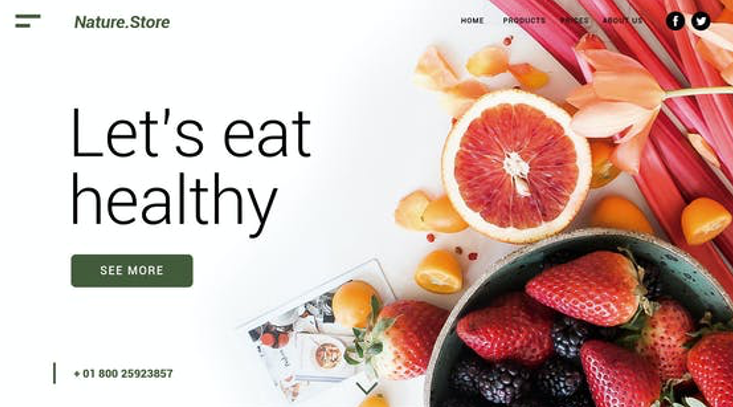 Nature.Store
HOME PRODUCTS PRICES ABOUT US
Let's eat
healthy
SEE MORE
+ 01 800 25923857